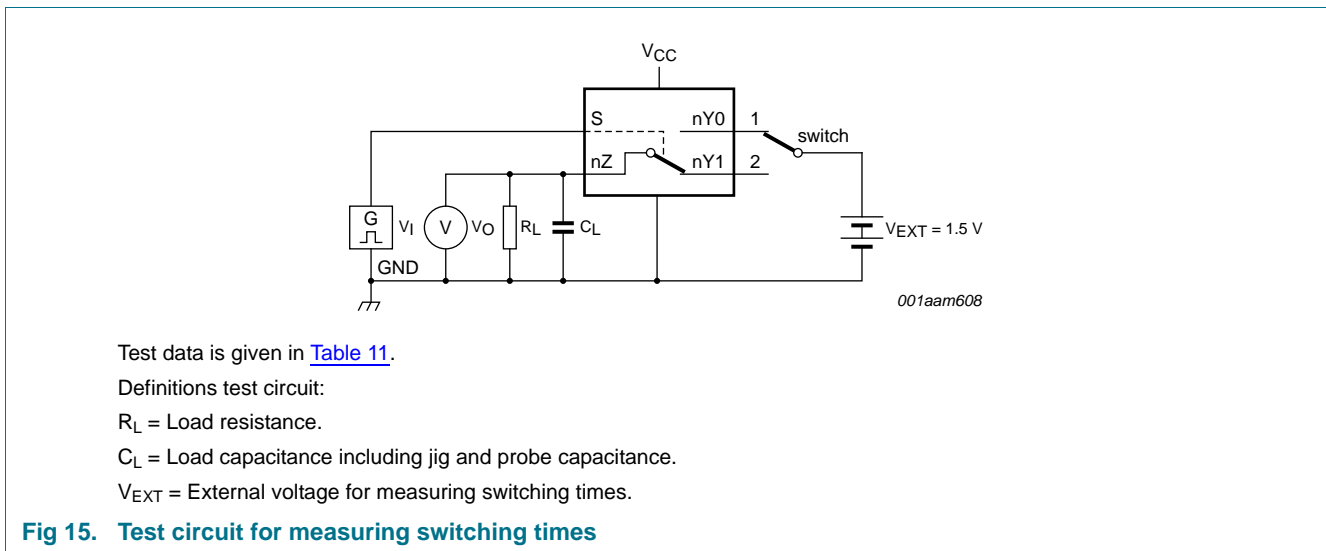 VCC
S
nY0
1
switch
nZ
nY1
2
G
VI
V
VO
RL
CL
VEXT = 1.5 V
GND
001aam608
Test data is given in Table 11.
Definitions test circuit:
RL = Load resistance.
CL = Load capacitance including jig and probe capacitance.
VEXT = External voltage for measuring switching times.
Fig 15. Test circuit for measuring switching times